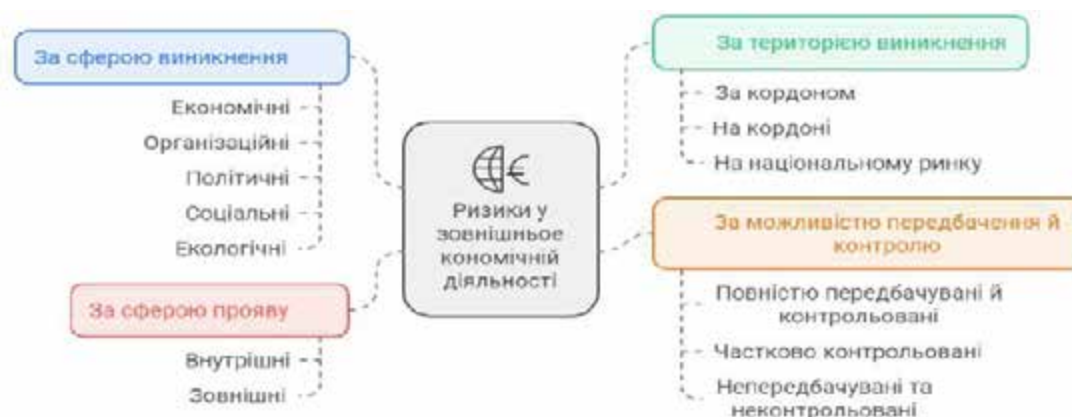 За сферою виникнення
Економічні
Організаційні
Політичні
Соціальні
Екологічні
За сферою прояву
Внутрішні
Зовнішні
Ризики у
зовнішньое
кономічній
діяльності
За територією виникнення
За кордоном
На кордоні
На національному ринку
За можливістю передбачення й
контролю
Повністю передбачувані й
контрольовані
Частково контрольовані
Непередбачувані та
неконтрольовані